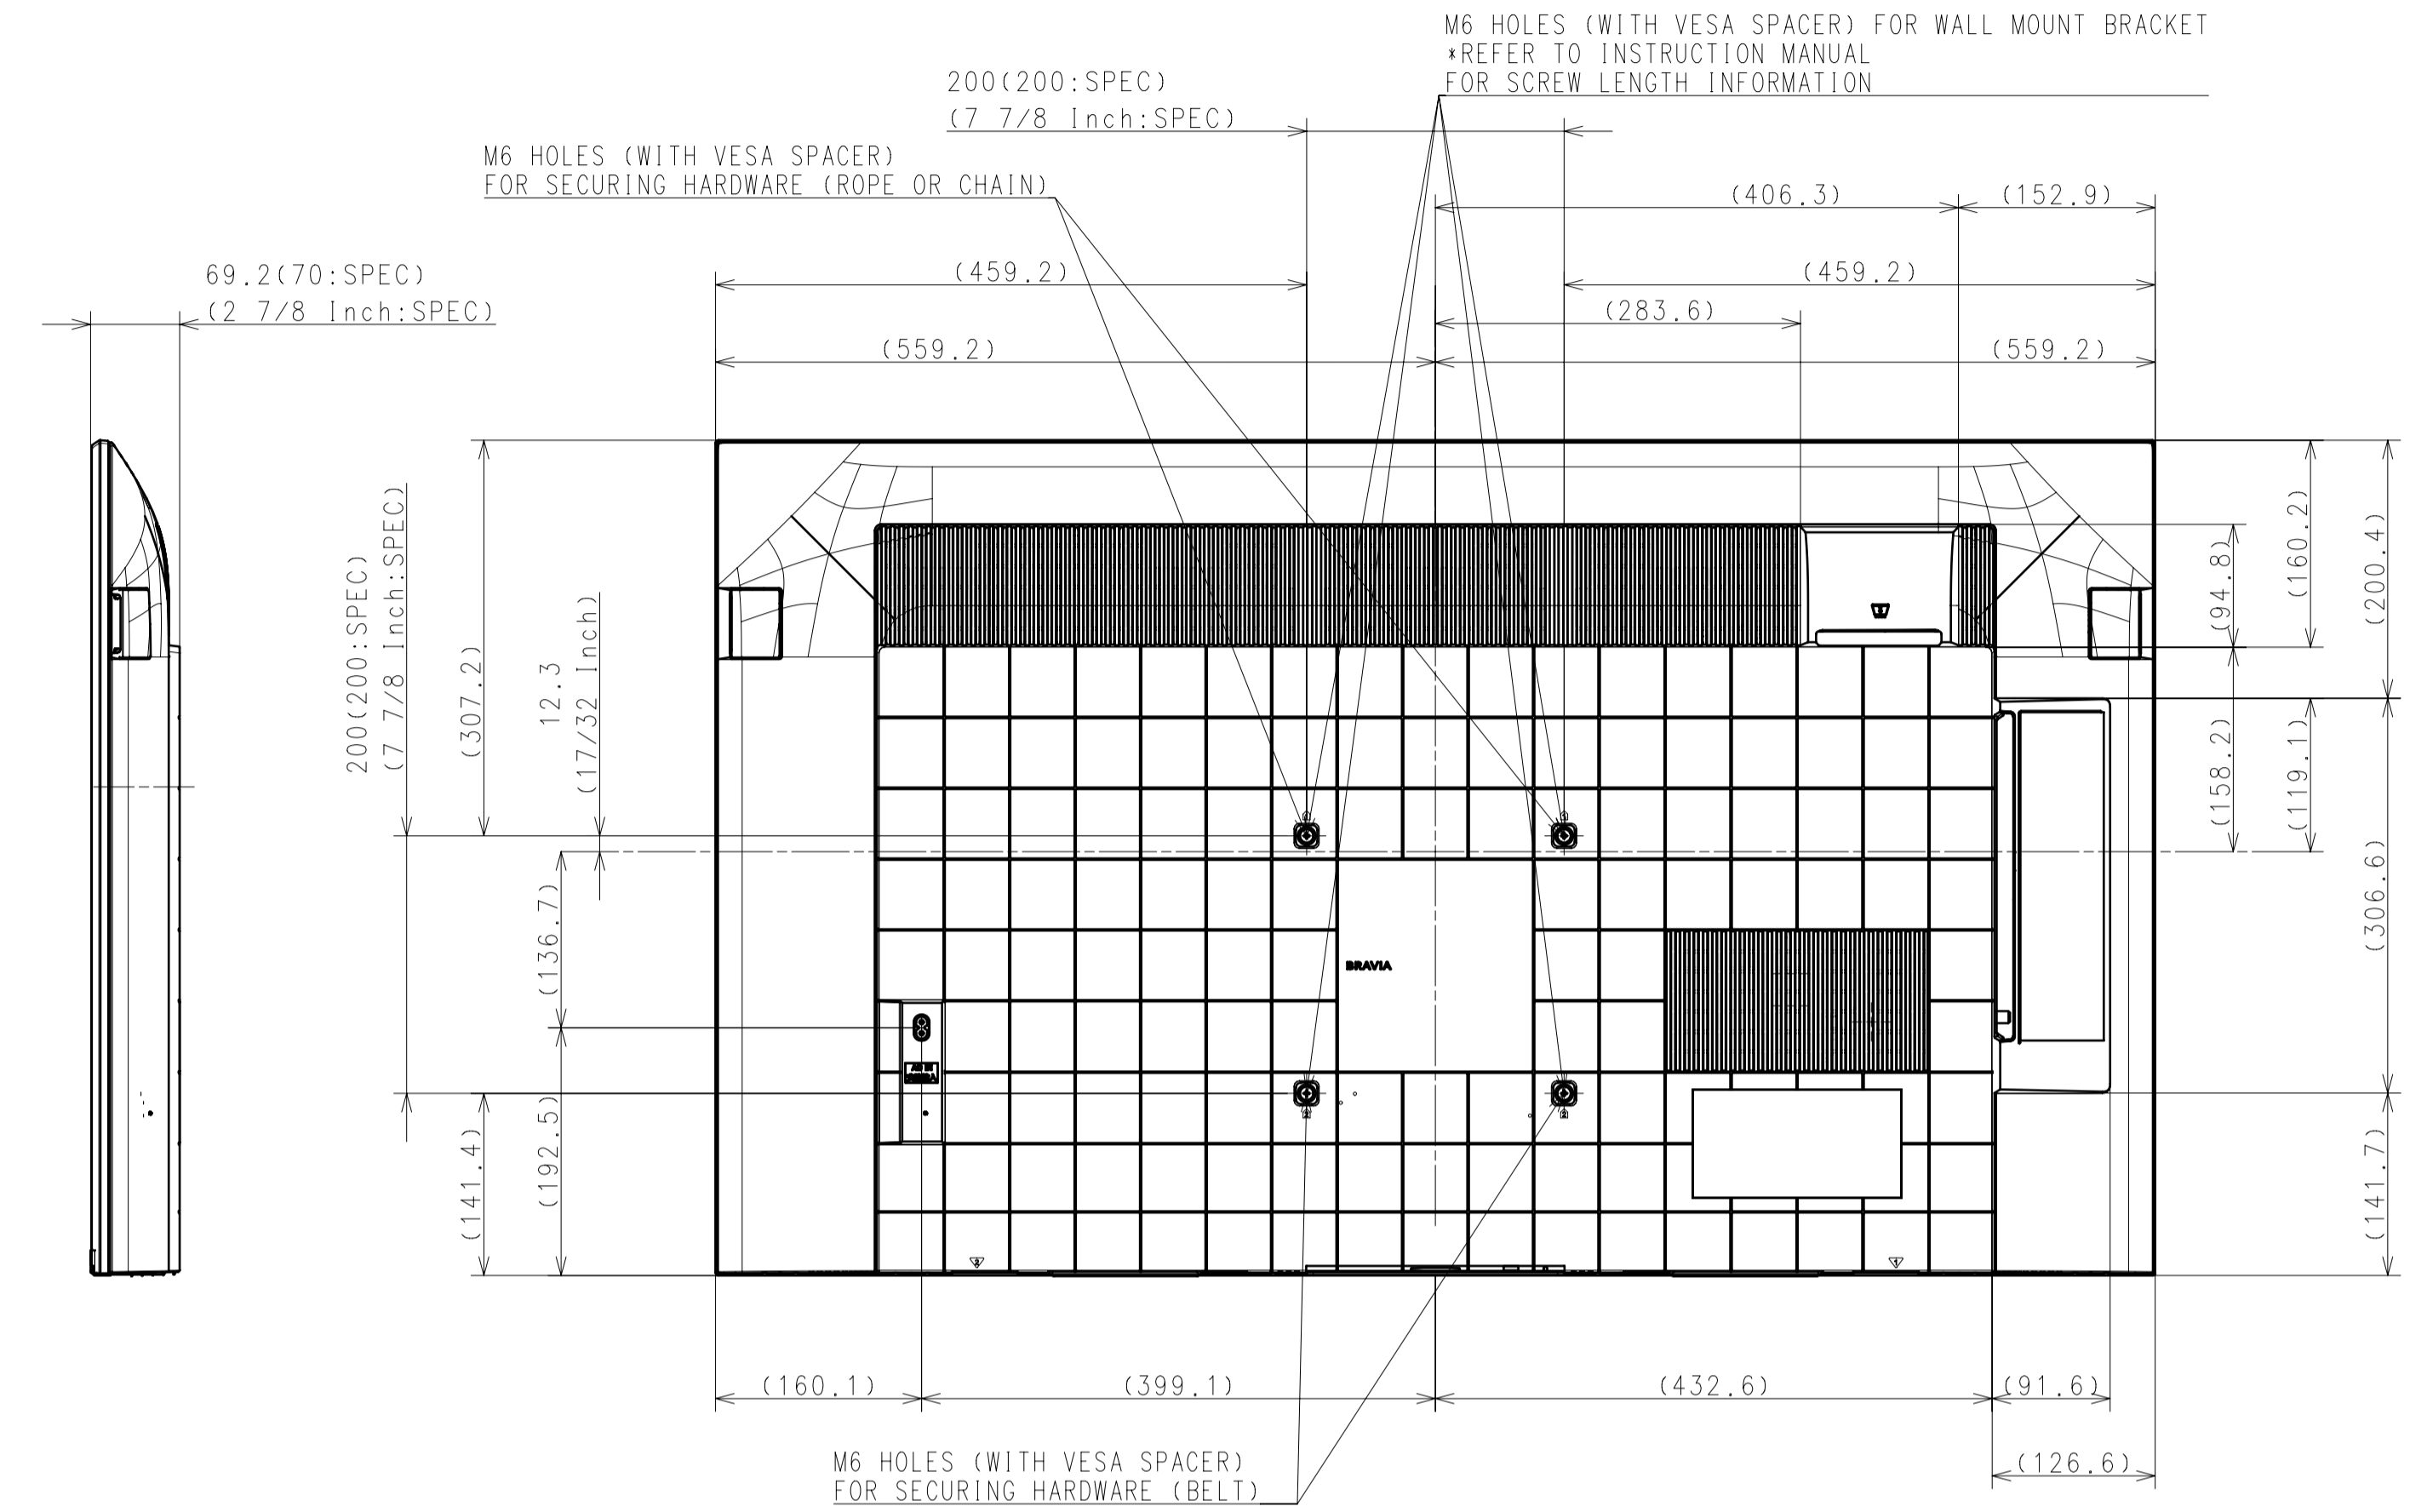 M6 HOLES (WITH VESA SPACER) FOR WALL MOUNT BRACKET
*REFER TO INSTRUCTION MANUAL
FOR SCREW LENGTH INFORMATION
200(200:SPEC)
(7 7/8 Inch:SPEC)
M6 HOLES (WITH VESA SPACER)
FOR SECURING HARDWARE (ROPE OR CHAIN)
(406.3)
(152.9)
69.2(70:SPEC)
(2 7/8 Inch:SPEC)
(459.2)
(459.2)
(283.6)
(559.2)
(559.2)
200(200:SPEC)
(7 7/8 Inch:SPEC)
(307.2)
12.3
(17/32 Inch)
(94.8)
(160.2)
(200.4)
(158.2)
(119.1)
(136.7)
(306.6)
BRAVIA
(141.4)
(192.5)
(141.7)
2
1
(160.1)
(399.1)
(432.6)
(91.6)
(126.6)
M6 HOLES (WITH VESA SPACER)
FOR SECURING HARDWARE (BELT)